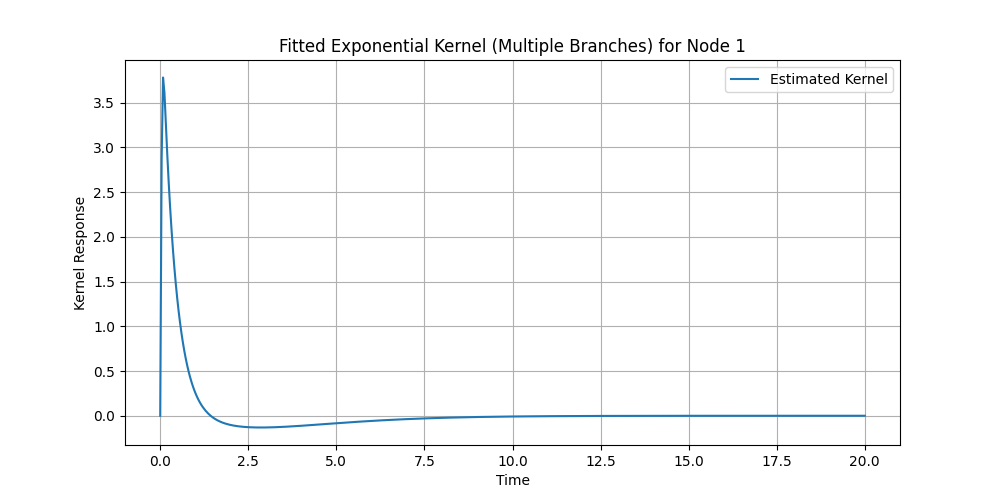 Fitted Exponential Kernel (Multiple Branches) for Node 1
Estimated Kernel
Kernel Response
3.5
3.0
2.5
2.0
1.5
1.0
0.5
0.0
0.0 2.5 5.0 7.5 10.0 12.5 15.0 17.5 20.0
Time